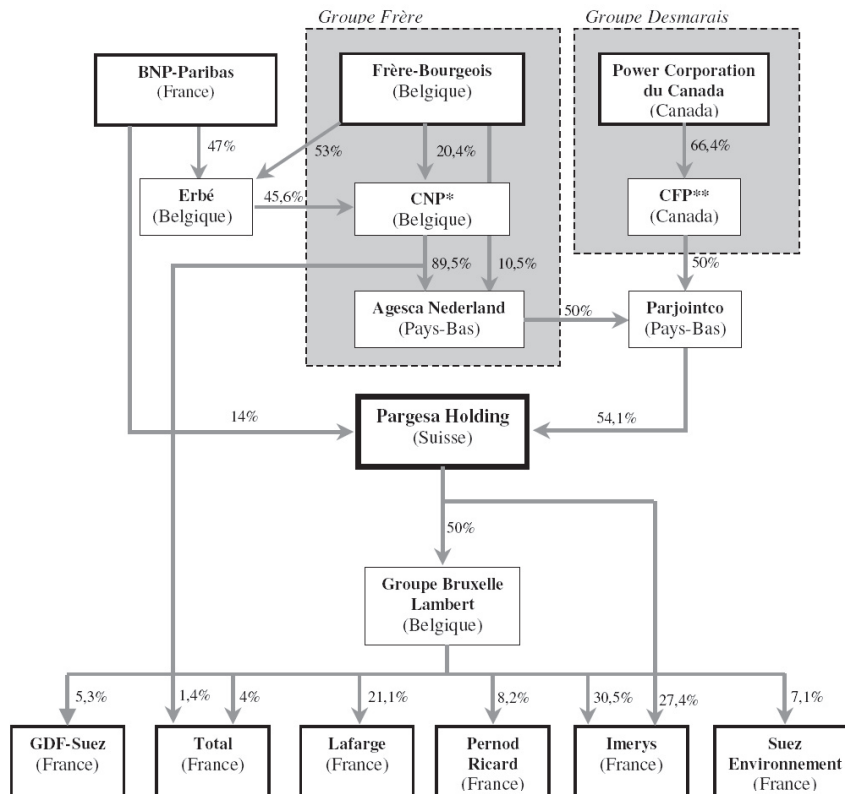 Groupe Frère
Groupe Desmarais
BNP-Paribas
(France)
Frère-Bourgeois
(Belgique)
Power Corporation
du Canada
(Canada)
47%
53%
20,4%
66,4%
Erbé
(Belgique)
45,6%
CNP*
(Belgique)
CFP**
(Canada)
89,5%
10,5%
50%
Agesca Nederland
(Pays-Bas)
50%
Parjointco
(Pays-Bas)
14%
Pargesa Holding
(Suisse)
54,1%
50%
Groupe Bruxelle
Lambert
(Belgique)
5,3%
1,4%
4%
21,1%
8,2%
30,5%
27,4%
7,1%
GDF-Suez
(France)
Total
(France)
Lafarge
(France)
Pernod
Ricard
(France)
Imerys
(France)
Suez
Environnement
(France)